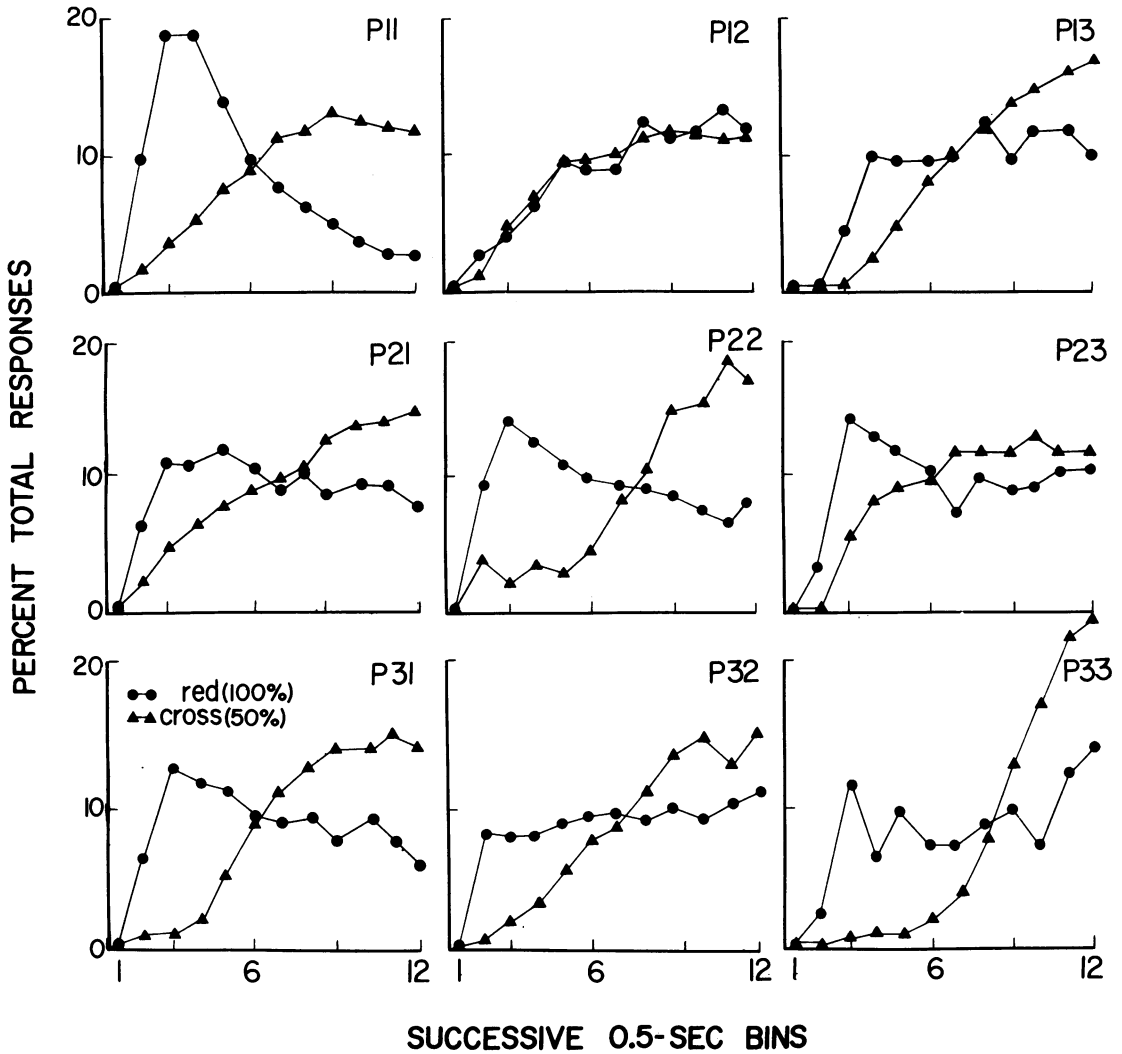 20 P11 P12 P13
10
0
20 P21 P22 P23
10
0
20 P31 P32 P33
red (100%)
cross (50%)
10
0
1 6 12 1 6 12 1 6 12
PERCENT TOTAL RESPONSES
SUCCESSIVE 0.5-SEC BINS